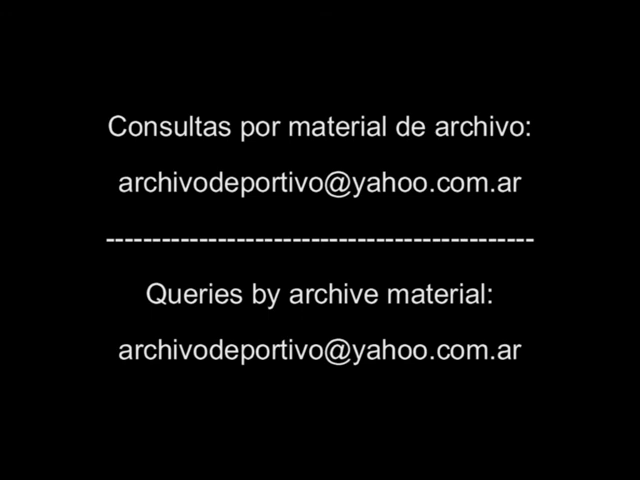 Consultas por material de archivo:
archivodeportivo@yahoo.com.ar
-----------------------------------------------
Queries by archive material:
archivodeportivo@yahoo.com.ar